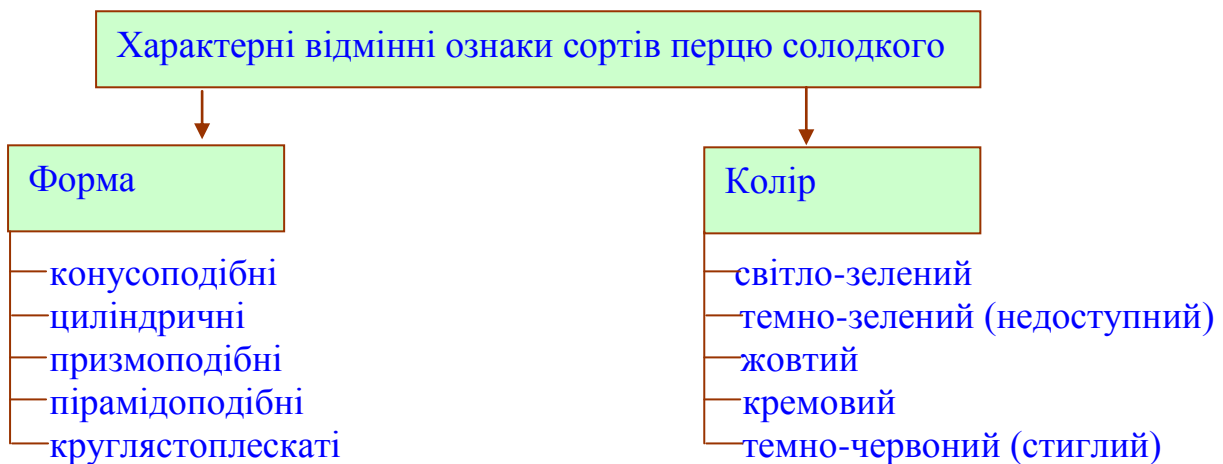 Характерні відмінні ознаки сортів перцю солодкого
Форма
конусоподібні
циліндричні
призмоподібні
пірамідоподібні
круглястоплескаті
Колір
світло-зелений
темно-зелений (недоступний)
жовтий
кремовий
темно-червоний (стиглий)